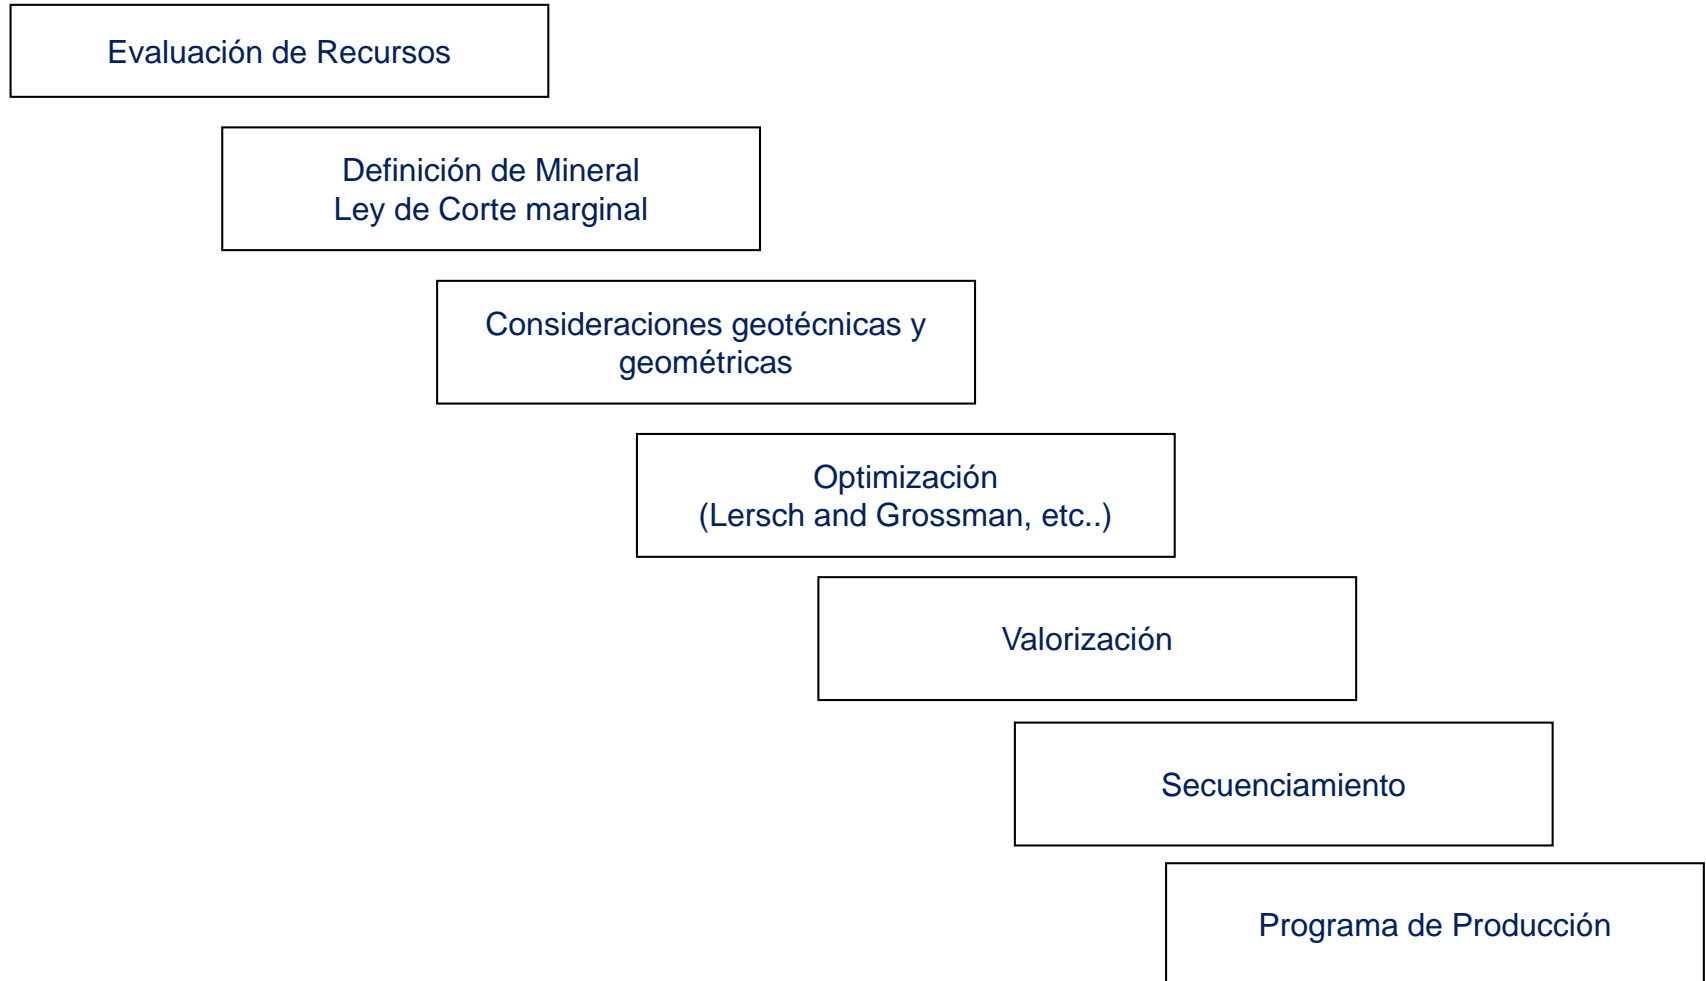 Evaluación de Recursos
Definición de Mineral
Ley de Corte marginal
Consideraciones geotécnicas y
geométricas
Optimización
(Lersch and Grossman, etc..)
Valorización
Secuenciamiento
Programa de Producción